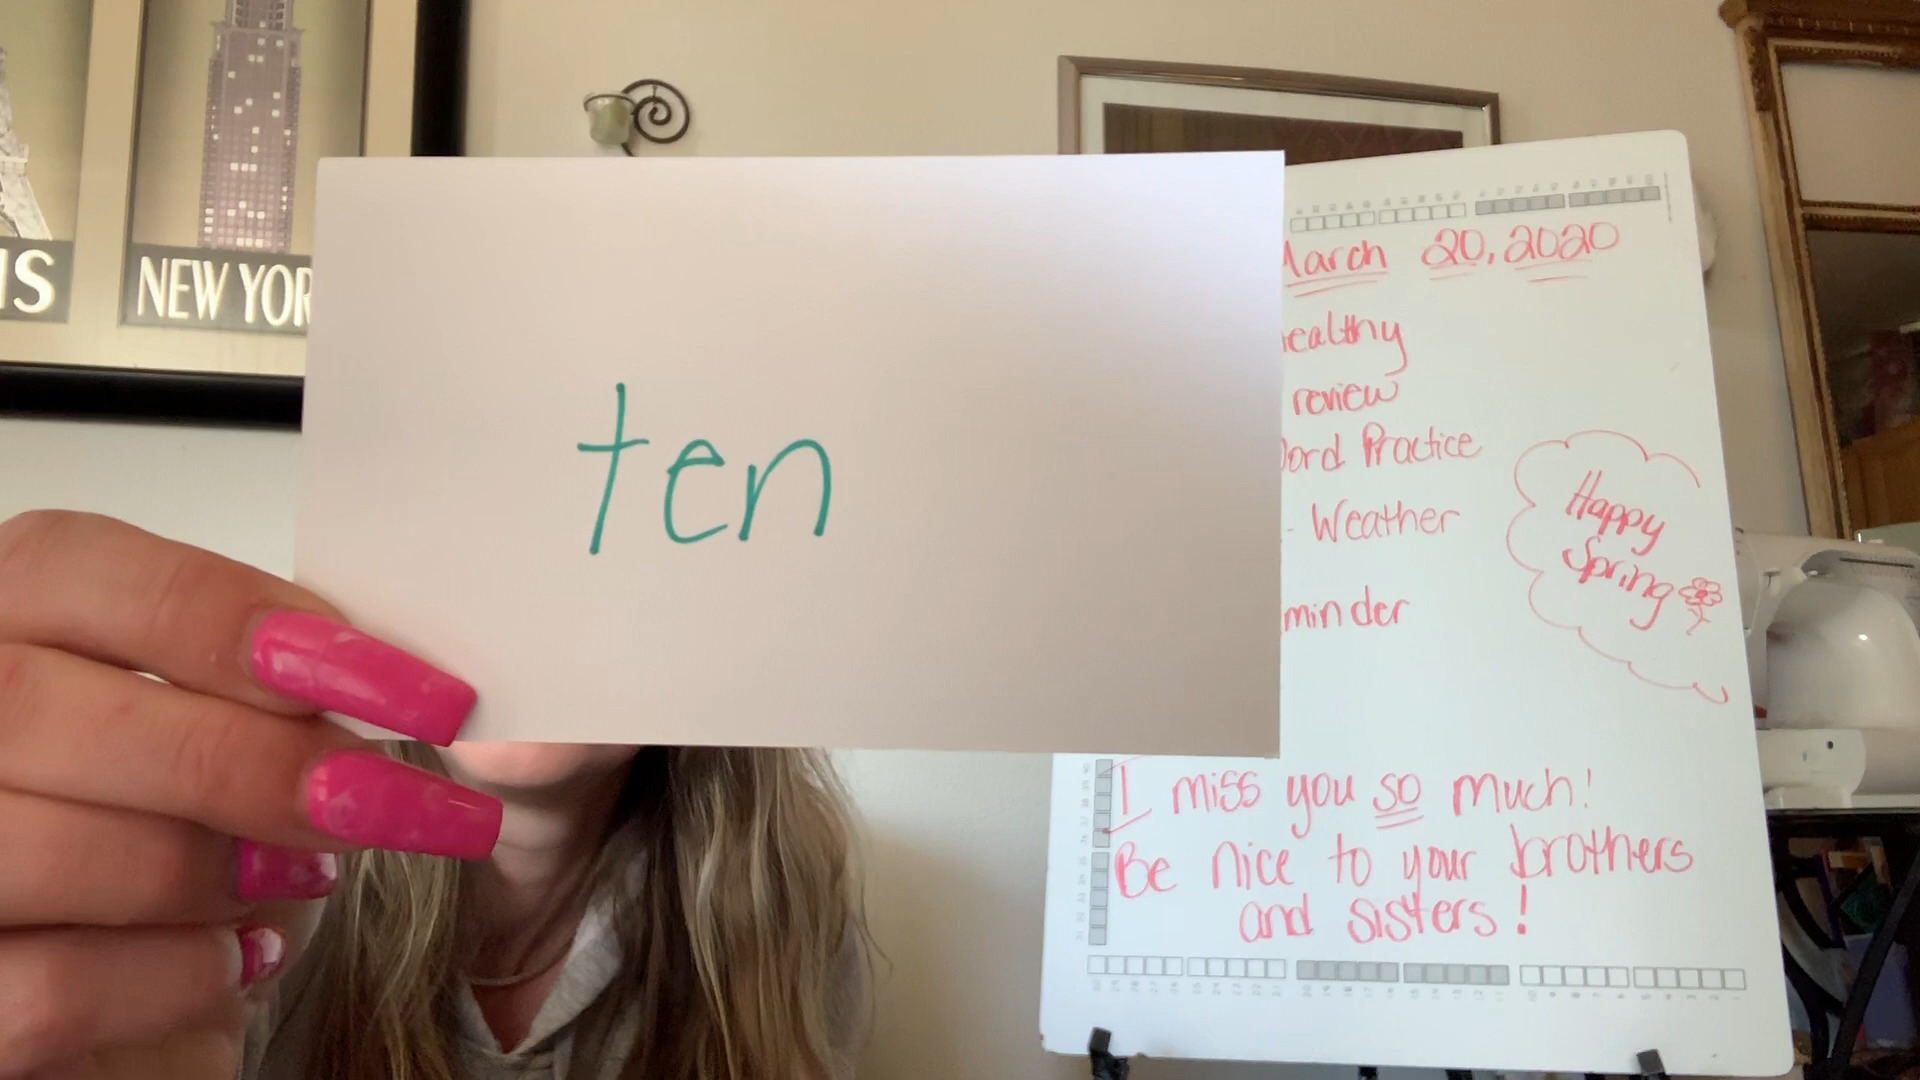 IS
NEW YOR
ten
March 20, 2020
ealthy
review
ord Practice
- Weather
minder
Happy
Spring
I miss you so much!
Be nice to your brothers
and sisters!